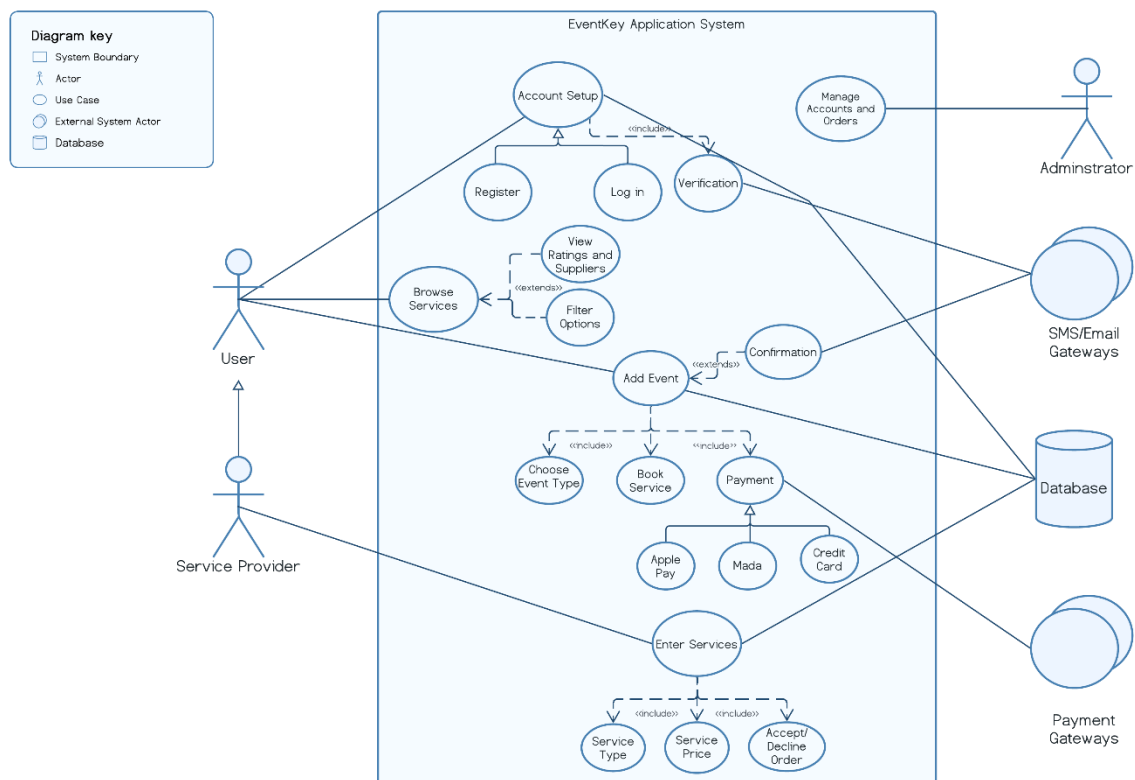 Diagram key
System Boundary
Actor
Use Case
External System Actor
Database
EventKey Application System
Account Setup
<<include>>
Register
Log in
Verification
Manage
Accounts and
Orders
Adminstrator
View
Ratings and
Suppliers
<<extends>>
Browse
Services
Filter
Options
User
SMS/Email
Gateways
Confirmation
<<extends>>
Add Event
<<include>>
<<include>>
Choose
Event Type
Book
Service
Payment
Database
Service Provider
Apple
Pay
Mada
Credit
Card
Enter Services
<<include>>
<<include>>
Service
Type
Service
Price
Accept/
Decline
Order
Payment
Gateways